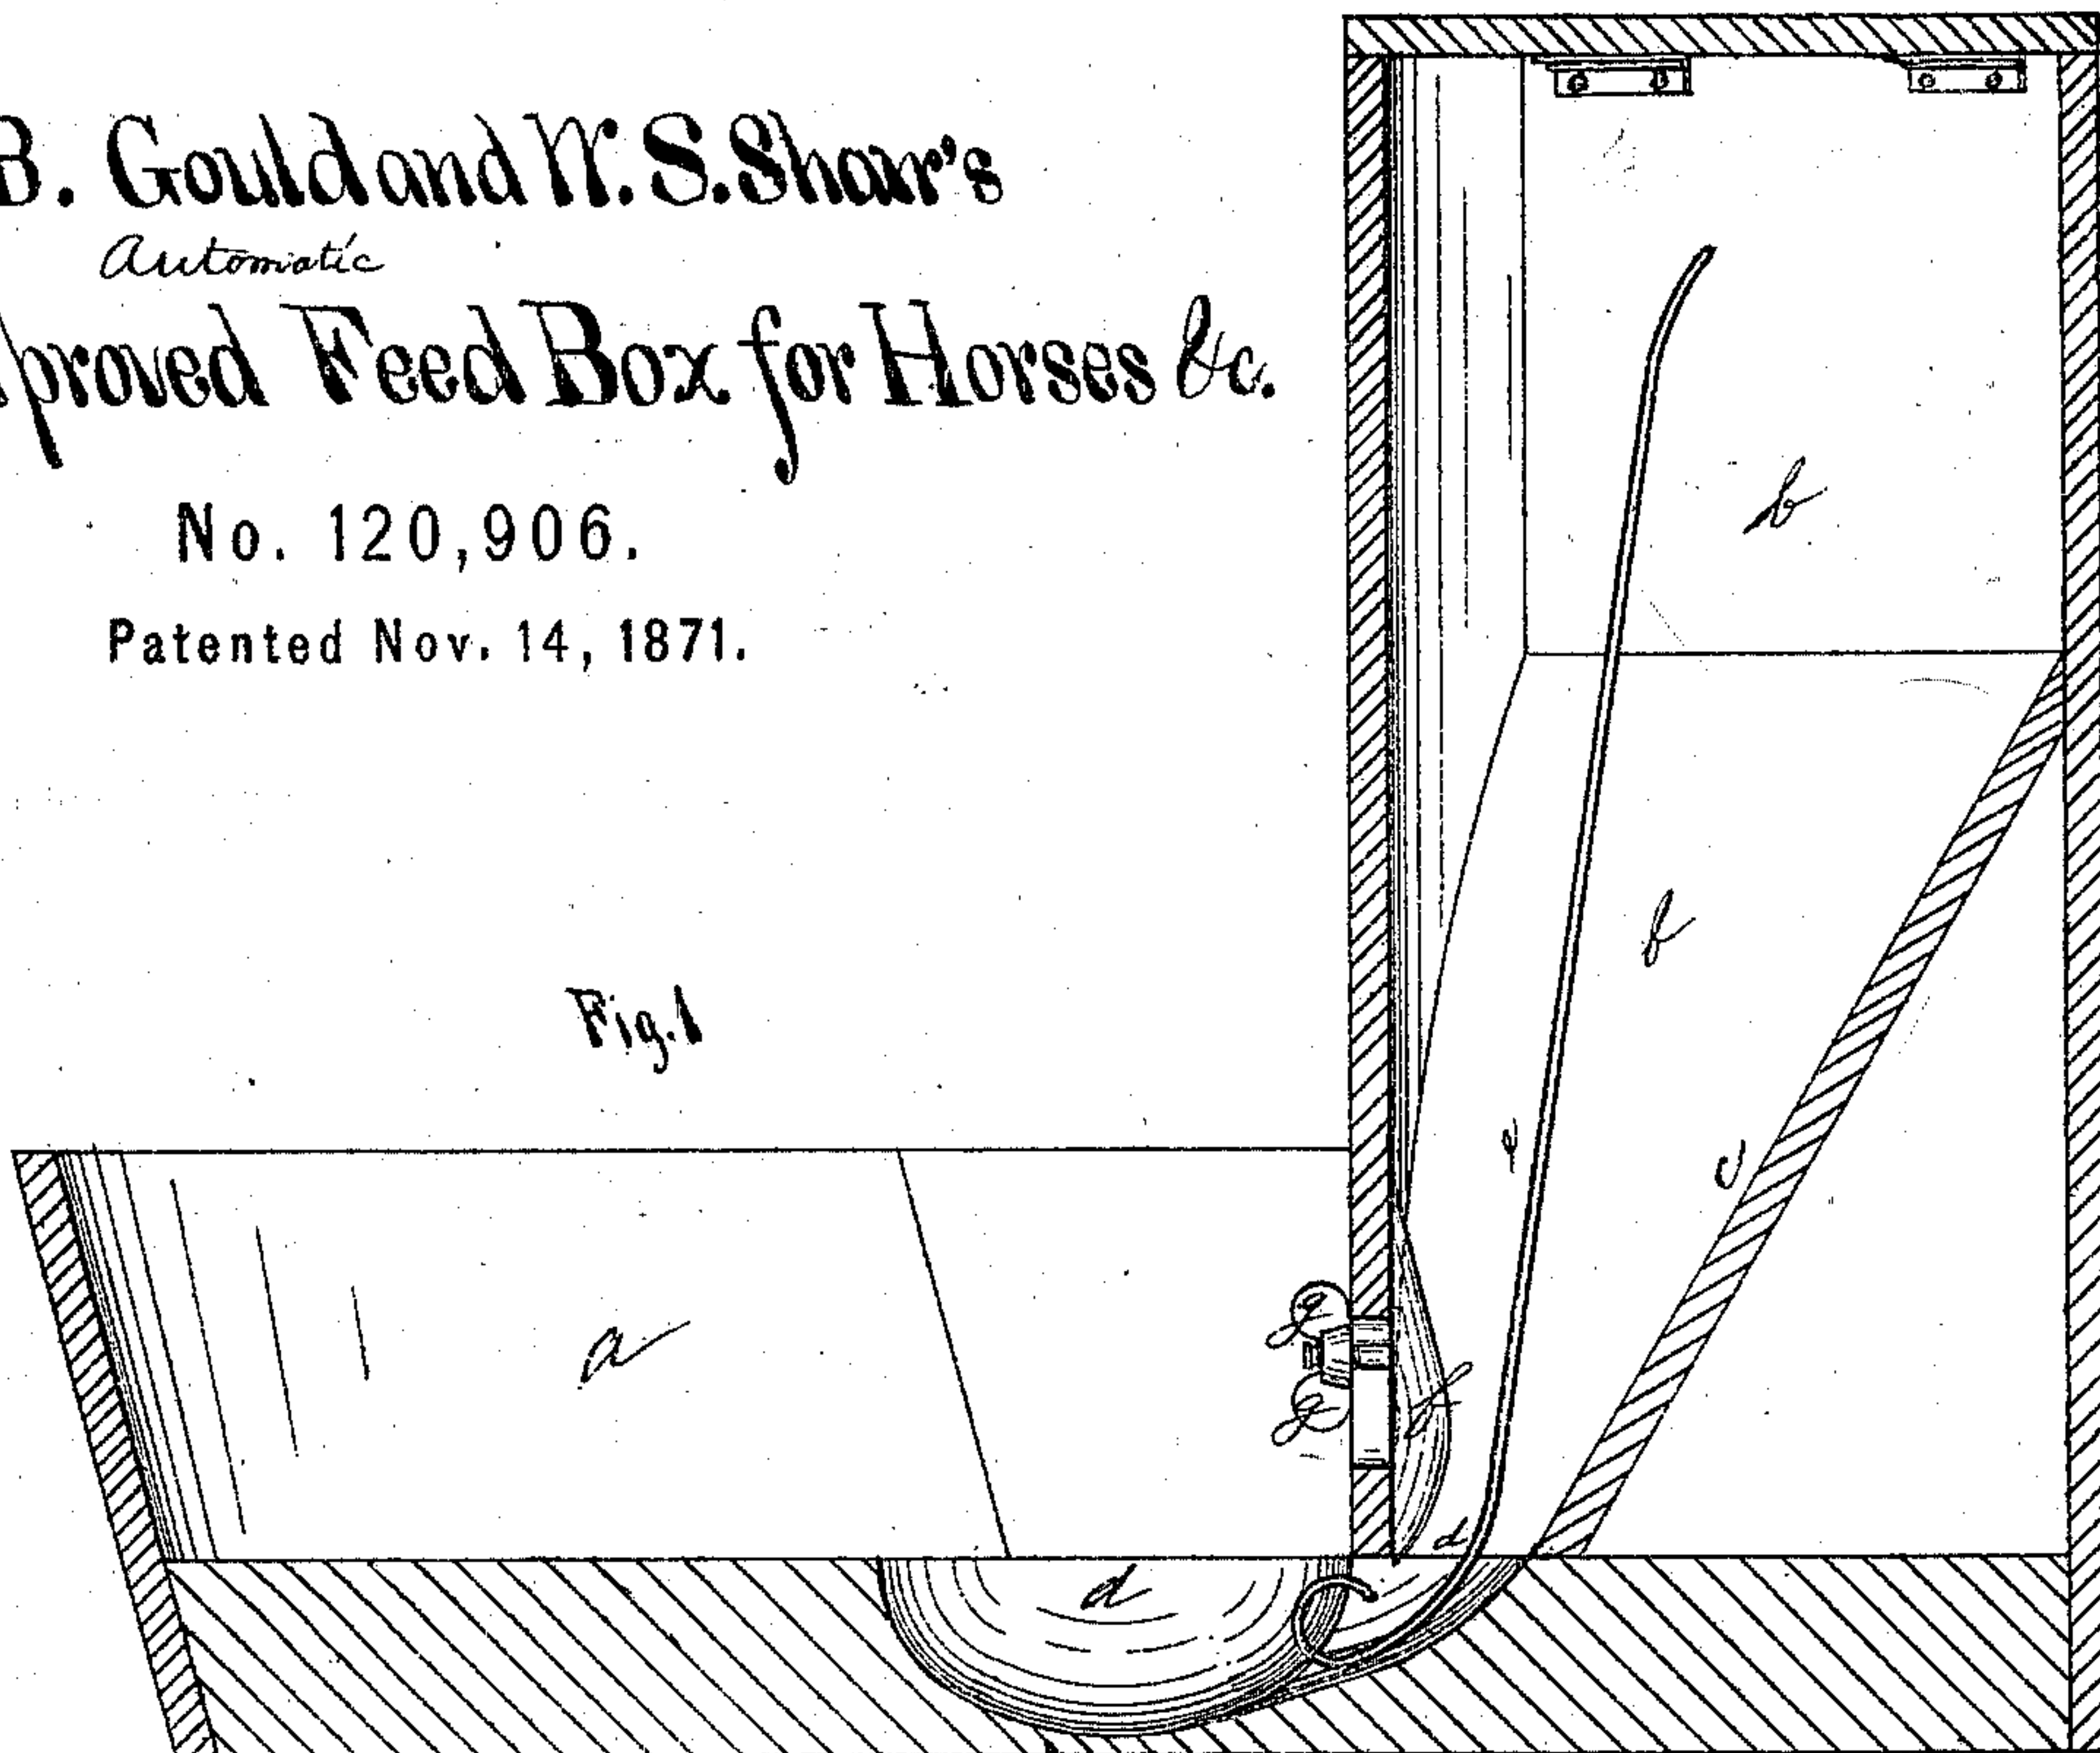 B. Gould and W. S. Shaw's
Automatic
proved Feed Box for Horses &c.
No. 120,906.
Patented Nov. 14, 1871.
b
b
Fig. 1
e
c
a
g
f
g
d
d